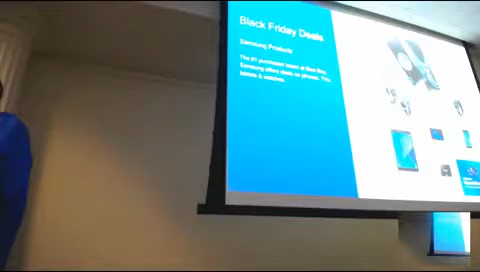 Black Friday Deals
Samsung Products
The #1 purchased brand at Best Buy,
Samsung offers deals on phones, TVs,
tablets & watches.